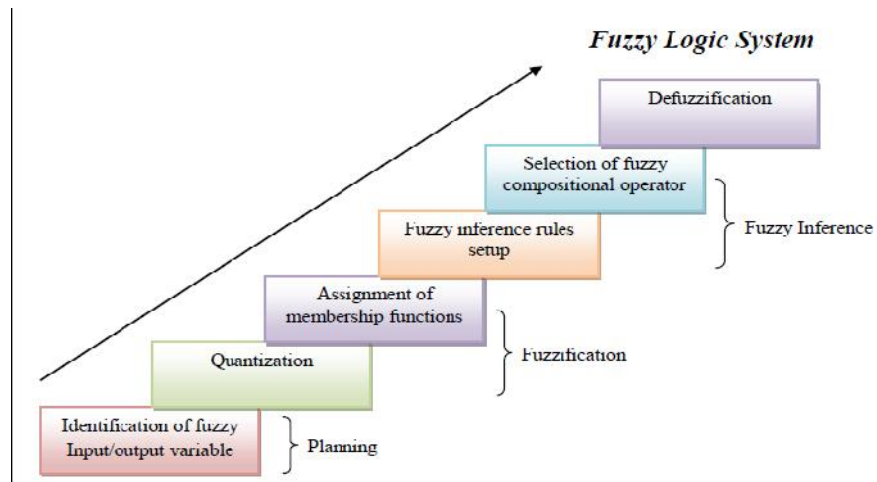 Fuzzy Logic System
Defuzzification
Selection of fuzzy
compositional operator
Fuzzy Inference
Fuzzy inference rules
setup
Assignment of
membership functions
Fuzzification
Quantization
Identification of fuzzy
Input/output variable
Planning